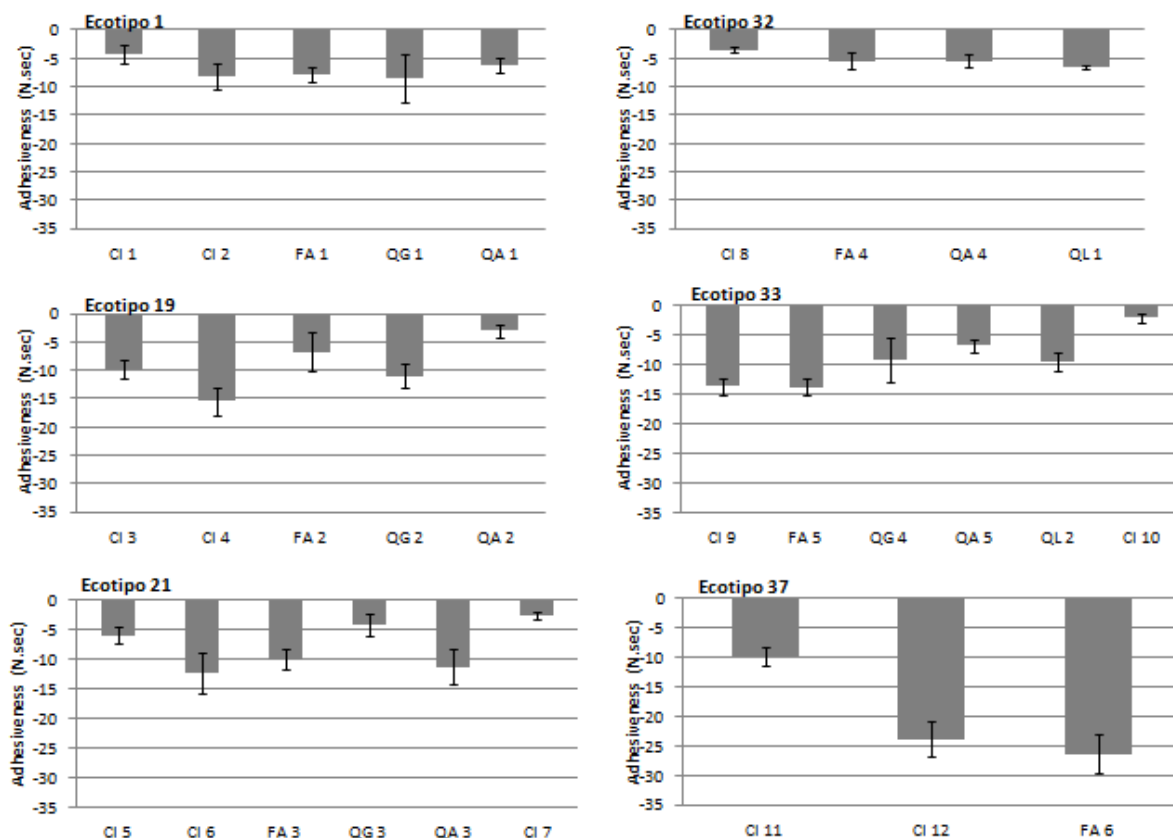 Ecotipo 1
Adhesiveness (N.sec)
0
-5
-10
-15
-20
-25
-30
-35
CI 1 CI 2 FA 1 QG 1 QA 1
Ecotipo 32
Adhesiveness (N.sec)
0
-5
-10
-15
-20
-25
-30
-35
CI 8 FA 4 QA 4 QL 1
Ecotipo 19
Adhesiveness (N.sec)
0
-5
-10
-15
-20
-25
-30
-35
CI 3 CI 4 FA 2 QG 2 QA 2
Ecotipo 33
Adhesiveness (N.sec)
0
-5
-10
-15
-20
-25
-30
-35
CI 9 FA 5 QG 4 QA 5 QL 2 CI 10
Ecotipo 21
Adhesiveness (N.sec)
0
-5
-10
-15
-20
-25
-30
-35
CI 5 CI 6 FA 3 QG 3 QA 3 CI 7
Ecotipo 37
Adhesiveness (N.sec)
0
-5
-10
-15
-20
-25
-30
-35
CI 11 CI 12 FA 6